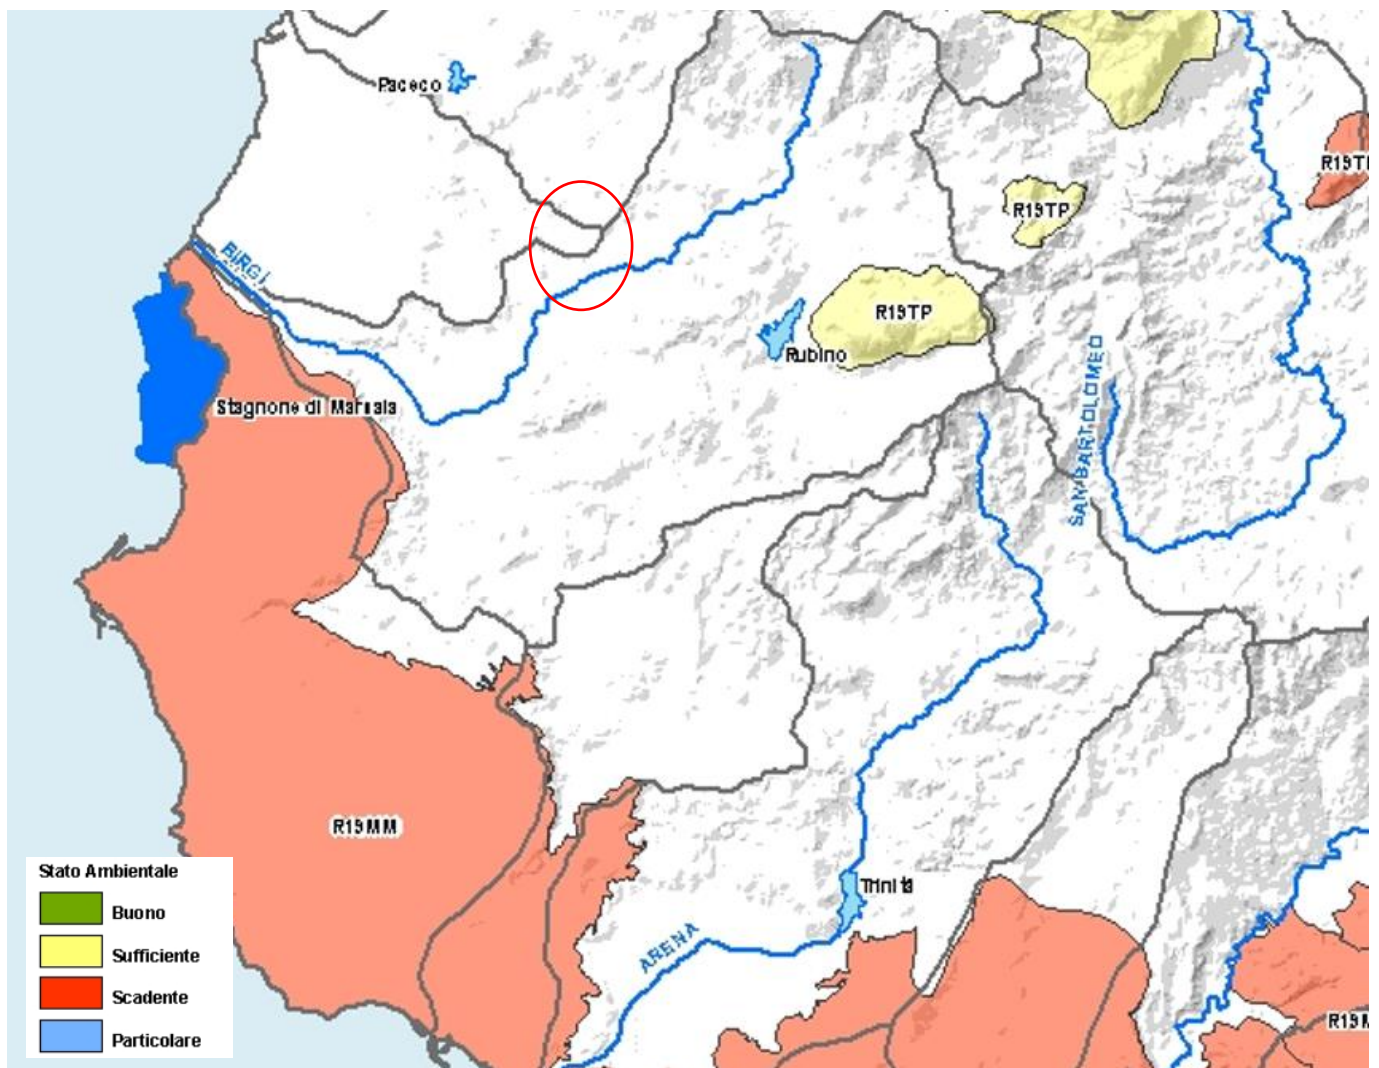 Paceco
R19TP
R19TP
BIRGI
R19TP
Rubino
Stagnone di Marsala
SAN BARTOLOMEO
R19MM
Stato Ambientale
Buono
Sufficiente
Scadente
Particolare
Trinità
ARENA
R19M